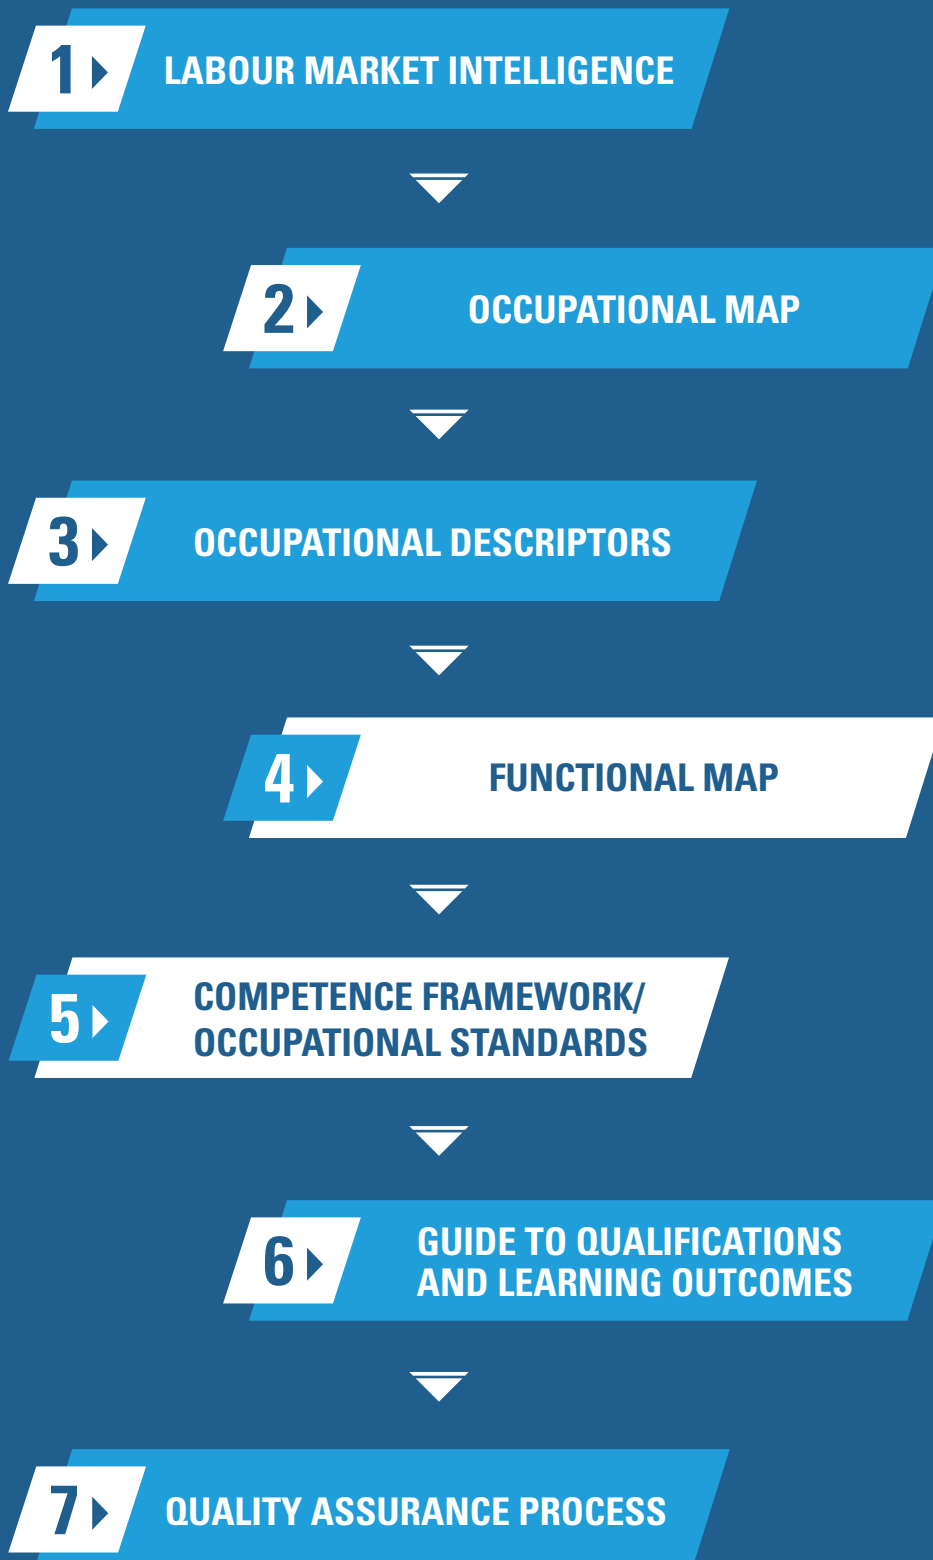 1 LABOUR MARKET INTELLIGENCE
2 OCCUPATIONAL MAP
3 OCCUPATIONAL DESCRIPTORS
4 FUNCTIONAL MAP
5 COMPETENCE FRAMEWORK/
OCCUPATIONAL STANDARDS
6 GUIDE TO QUALIFICATIONS
AND LEARNING OUTCOMES
7 QUALITY ASSURANCE PROCESS